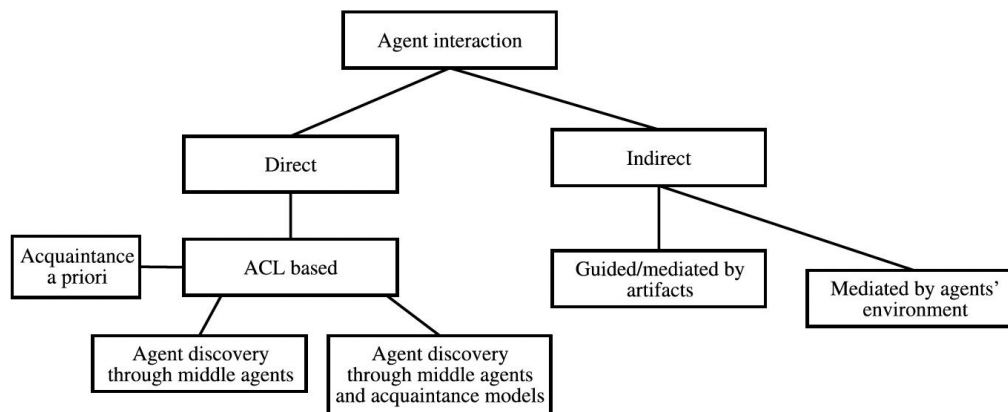 Agent interaction
Direct
Indirect
Acquaintance
a priori
ACL based
Guided/mediated by
artifacts
Mediated by agents’
environment
Agent discovery
through middle agents
Agent discovery
through middle agents
and acquaintance models